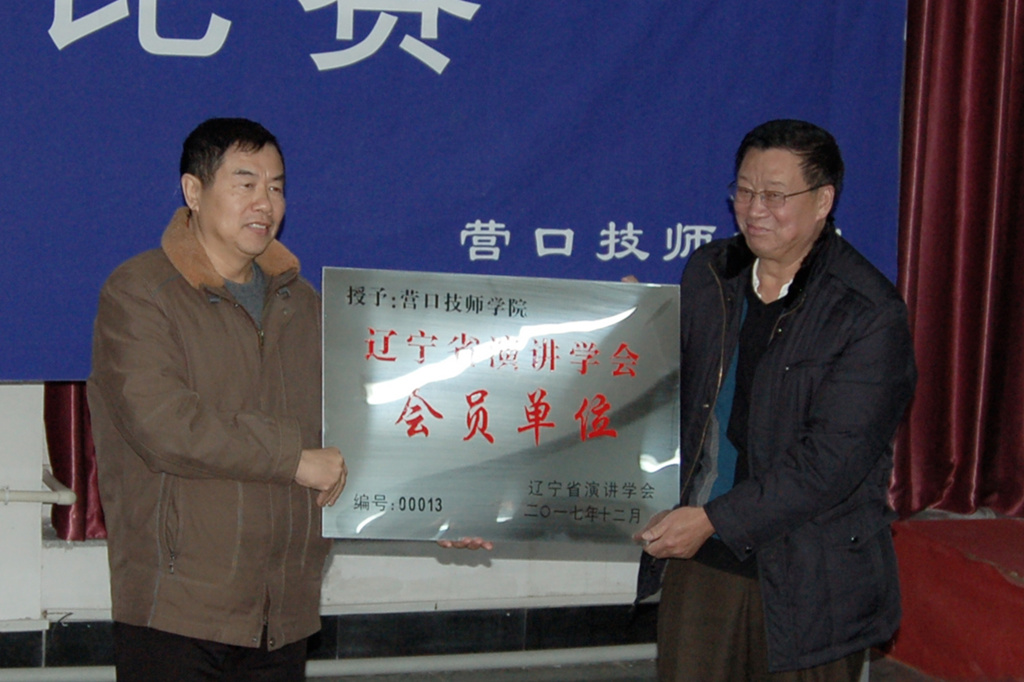 比赛
营口技师
授予:营口技师学院
辽宁省演讲学会
会员单位
编号:00013
辽宁省演讲学会
二〇一七年十二月